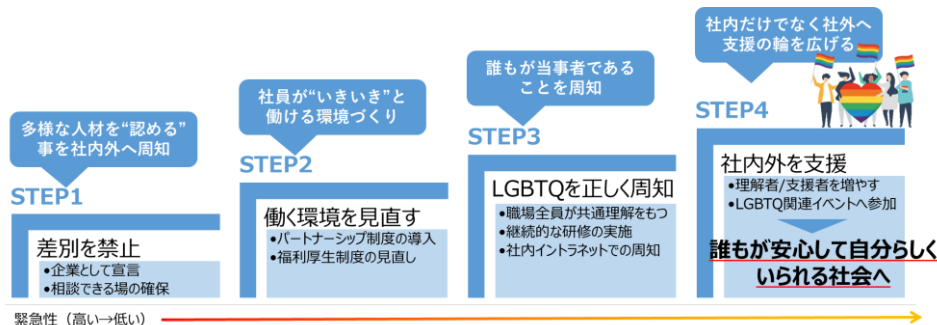 多様な人材を“認める”
事を社内外へ周知
STEP1
差別を禁止
•企業として宣言
•相談できる場の確保
社員が“いきいき”と
働ける環境づくり
STEP2
働く環境を見直す
•パートナーシップ制度の導入
•福利厚生制度の見直し
誰もが当事者である
ことを周知
STEP3
LGBTQを正しく周知
•職場全員が共通理解をもつ
•継続的な研修の実施
•社内イントラネットでの周知
社内だけでなく社外へ
支援の輪を広げる
STEP4
社内外を支援
•理解者/支援者を増やす
•LGBTQ関連イベントへ参加
誰もが安心して自分らしく
いられる社会へ
緊急性（高い→低い）